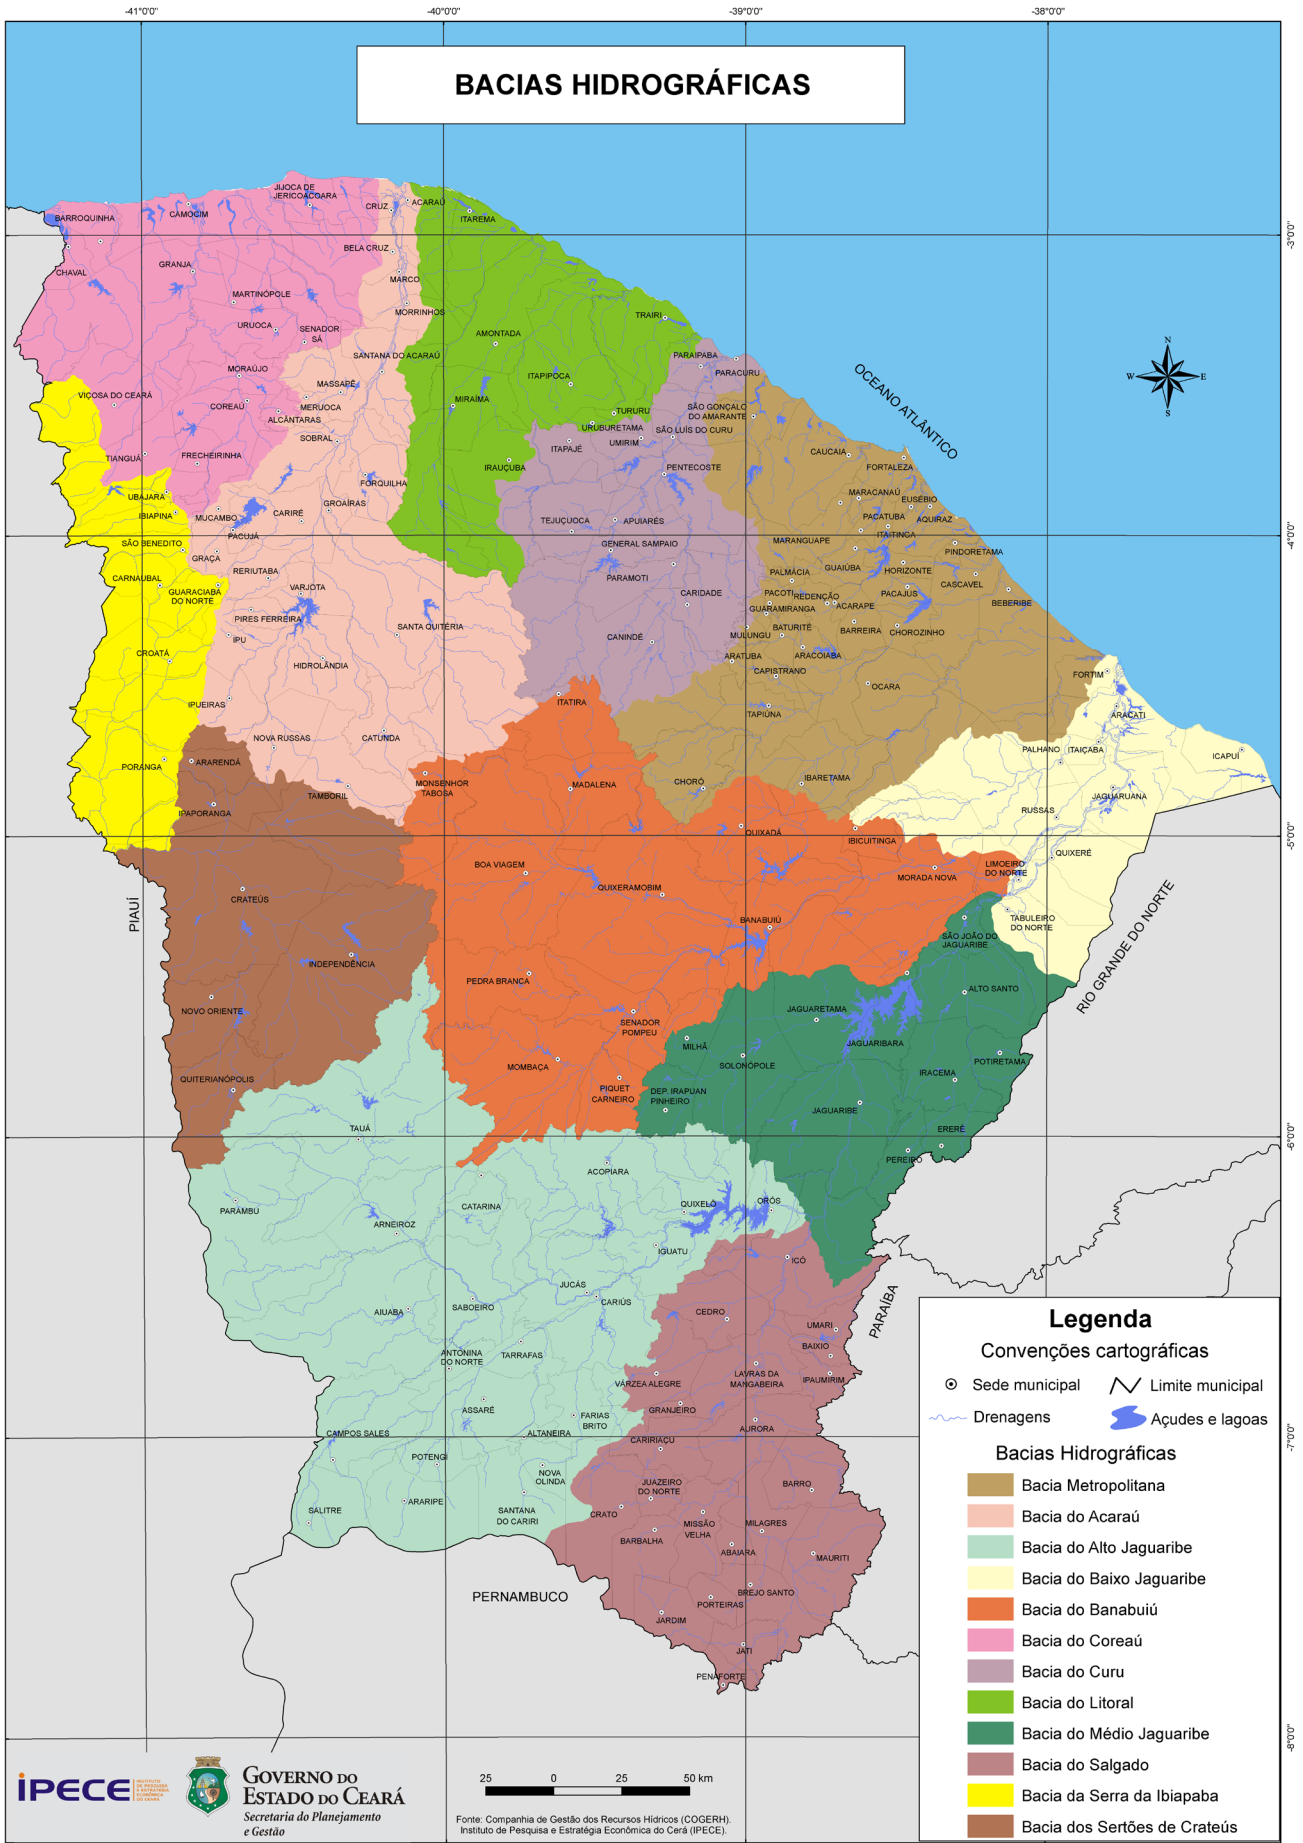 -41°0'0"
-40°0'0"
-39°0'0"
-38°0'0"
BACIAS HIDROGRÁFICAS
JIJOCA DE
JERICOACOARA
BARROQUINHA
CAMOCIM
CRUZ
ACARAÚ
ITAREMA
-3°0'0"
BELA CRUZ
CHAVAL
GRANJA
MARCO
MARTINÓPOLE
MORRINHOS
TRAIRI
URUOCA
SENADOR
SÁ
AMONTADA
SANTANA DO ACARAÚ
PARAIPABA
PARACURU
MORAÚJO
MASSAPÊ
ITAPIPOCA
N
W
E
S
OCEANO ATLÂNTICO
VIÇOSA DO CEARÁ
COREAÚ
MERUOCA
MIRAÍMA
ALCÂNTARAS
TURURU
SÃO GONÇALO
DO AMARANTE
URUBURETAMA
SÃO LUÍS DO CURU
SOBRAL
UMIRIM
ITAPAJÉ
TIANGUÁ
FRECHEIRINHA
CAUCAIA
FORTALEZA
IRAUÇUBA
PENTECOSTE
FORQUILHA
UBAJARA
MARACANAÚ
EUSÉBIO
IBIAPINA
MUCAMBO
CARIRÉ
GROAÍRAS
TEJUÇUOCA
APUIARÉS
PACATUBA
AQUIRAZ
PACUJÁ
ITAITINGA
SÃO BENEDITO
GRAÇA
GENERAL SAMPAIO
MARANGUAPE
PINDORETAMA
-4°0'0"
CARNAUBAL
RERIUTABA
VARJOTA
PARAMOTI
PALMÁCIA
GUAIÚBA
HORIZONTE
CASCAVEL
GUARACIABA
DO NORTE
CARIDADE
PACOTI
REDENÇÃO
PACAJUS
BEBERIBE
PIRES FERREIRA
GUARAMIRANGA
ACARAPE
IPU
SANTA QUITÉRIA
CANINDÉ
MULUNGU
BATURITÉ
BARREIRA
CHOROZINHO
CROATÁ
HIDROLÂNDIA
ARATUBA
ARACOIABA
CAPISTRANO
FORTIM
OCARA
IPUEIRAS
ITATIRA
TAPIÚNA
ARACATI
NOVA RUSSAS
CATUNDA
PALHANO
ITAIÇABA
ICAPUÍ
PORANGA
ARARENDÁ
MONSENHOR
TABOSA
MADALENA
CHORÓ
IBARETAMA
TAMBORIL
JAGUARUANA
IPAPORANGA
RUSSAS
QUIXADÁ
IBICUITINGA
-5°0'0"
QUIXERÉ
BOA VIAGEM
LIMOEIRO
DO NORTE
MORADA NOVA
CRATEÚS
QUIXERAMOBIM
PIAUÍ
BANABUIÚ
TABULEIRO
DO NORTE
SÃO JOÃO DO
JAGUARIBE
RIO GRANDE DO NORTE
INDEPENDÊNCIA
PEDRA BRANCA
ALTO SANTO
NOVO ORIENTE
JAGUARETAMA
SENADOR
POMPEU
MILHÃ
JAGUARIBARA
SOLONÓPOLE
POTIRETAMA
MOMBAÇA
QUITERIANÓPOLIS
IRACEMA
PIQUET
CARNEIRO
DEP. IRAPUAN
PINHEIRO
JAGUARIBE
TAUÁ
ERERÊ
-6°0'0"
PEREIRO
ACOPIARA
PARAMBU
CATARINA
QUIXELÔ
ORÓS
ARNEIROZ
IGUATU
ICÓ
JUCÁS
CARIÚS
AIUABA
SABOEIRO
CEDRO
UMARI
PARAÍBA
BAIXIO
ANTONINA
DO NORTE
TARRAFAS
VÁRZEA ALEGRE
LAVRAS DA
MANGABEIRA
IPAUMIRIM
ASSARÉ
GRANJEIRO
FARIAS
BRITO
AURORA
CAMPOS SALES
ALTANEIRA
CARIRIAÇU
-7°0'0"
POTENGI
NOVA
OLINDA
JUAZEIRO
DO NORTE
BARRO
SALITRE
ARARIPE
SANTANA
DO CARIRI
CRATO
MISSÃO
VELHA
MILAGRES
BARBALHA
ABAIARA
MAURITI
PERNAMBUCO
BREJO SANTO
PORTEIRAS
JARDIM
JATI
PENAFORTE
-8°0'0"
Legenda
Convenções cartográficas
Sede municipal
Limite municipal
Drenagens
Açudes e lagoas
Bacias Hidrográficas
Bacia Metropolitana
Bacia do Acaraú
Bacia do Alto Jaguaribe
Bacia do Baixo Jaguaribe
Bacia do Banabuiú
Bacia do Coreaú
Bacia do Curu
Bacia do Litoral
Bacia do Médio Jaguaribe
Bacia do Salgado
Bacia da Serra da Ibiapaba
Bacia dos Sertões de Crateús
iPECE
INSTITUTO
DE PESQUISA
E ESTRATÉGIA
ECONÔMICA
DO CEARÁ
GOVERNO DO
ESTADO DO CEARÁ
Secretaria do Planejamento
e Gestão
25 0 25 50 km
Fonte: Companhia de Gestão dos Recursos Hídricos (COGERH).
Instituto de Pesquisa e Estratégia Econômica do Cerá (IPECE).